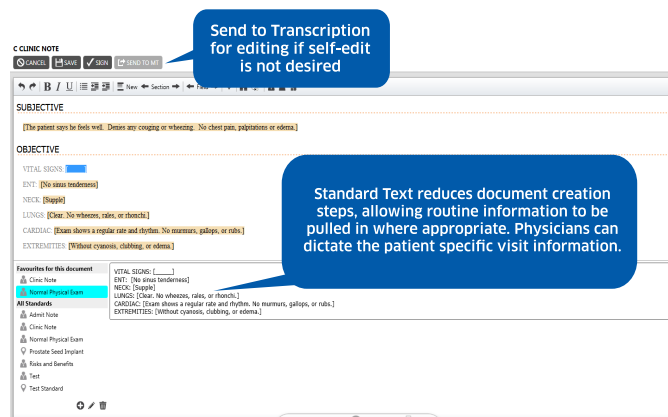 Send to Transcription
for editing if self-edit
is not desired
C CLINIC NOTE
CANCEL SAVE SIGN SEND TO MT
B I U New Section
SUBJECTIVE
[The patient says he feels well. Denies any couging or wheezing. No chest pain, palpitations or edema.]
OBJECTIVE
VITAL SIGNS: [_____]
ENT: [No sinus tenderness]
NECK: [Supple]
LUNGS: [Clear. No wheezes, rales, or rhonchi.]
CARDIAC: [Exam shows a regular rate and rhythm. No murmurs, gallops, or rubs.]
EXTREMITIES: [Without cyanosis, clubbing, or edema.]
Standard Text reduces document creation
steps, allowing routine information to be
pulled in where appropriate. Physicians can
dictate the patient specific visit information.
Favourites for this document
Clinic Note
Normal Physical Exam
All Standards
Admit Note
Clinic Note
Normal Physical Exam
Prostate Seed Implant
Risks and Benefits
Test
Test Standard
VITAL SIGNS: [_____]
ENT: [No sinus tenderness]
NECK: [Supple]
LUNGS: [Clear. No wheezes, rales, or rhonchi.]
CARDIAC: [Exam shows a regular rate and rhythm. No murmurs, gallops, or rubs.]
EXTREMITIES: [Without cyanosis, clubbing, or edema.]